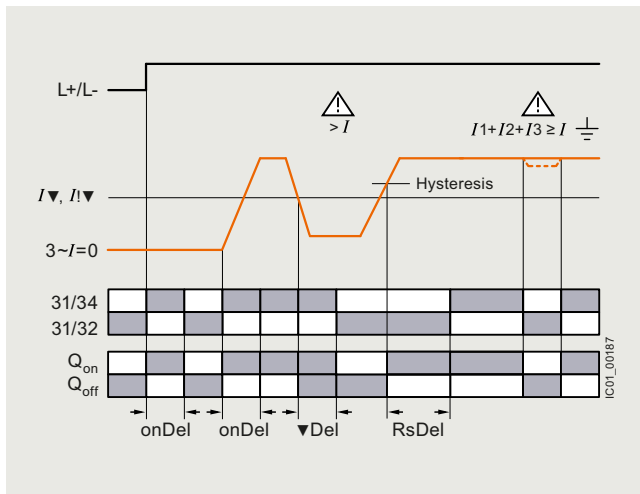 L+/L-
> I
I1+I2+I3 ≥ I
Hysteresis
I▼, I!▼
3~I=0
31/34
31/32
Qon
Qoff
IC01_00187
onDel
onDel
▼Del
RsDel